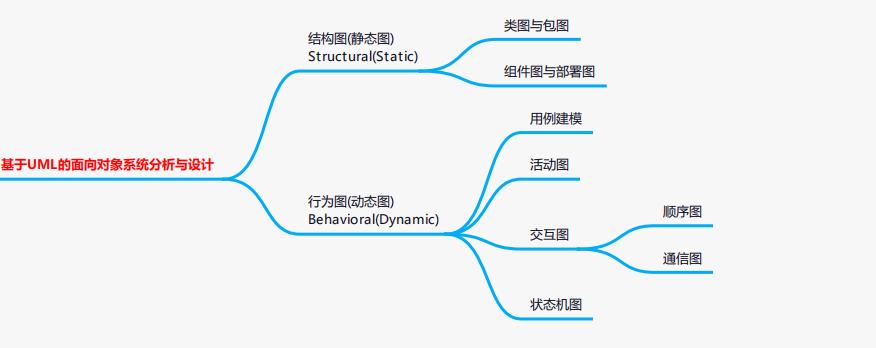 类图与包图
结构图(静态图)
Structural(Static)
组件图与部署图
用例建模
基于UML的面向对象系统分析与设计
活动图
行为图(动态图)
Behavioral(Dynamic)
顺序图
交互图
通信图
状态机图